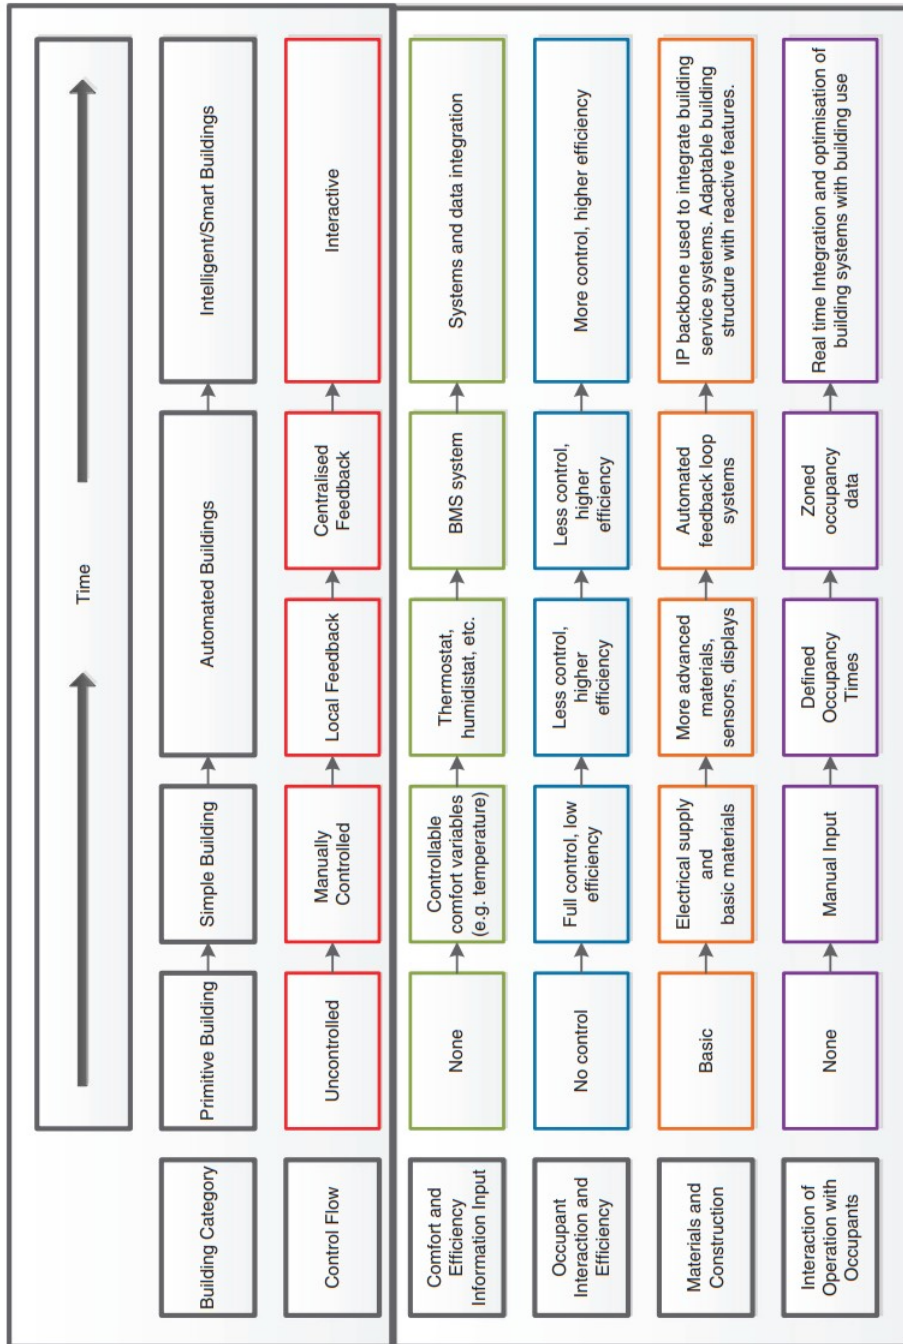 Time
Building Category
Primitive Building
Simple Building
Automated Buildings
Intelligent/Smart Buildings
Control Flow
Uncontrolled
Manually
Controlled
Local Feedback
Centralised
Feedback
Interactive
Comfort and
Efficiency
Information Input
None
Controllable
comfort variables
(e.g. temperature)
Thermostat,
humidistat, etc.
BMS system
Systems and data integration
Occupant
Interaction and
Efficiency
No control
Full control, low
efficiency
Less control,
higher
efficiency
Less control,
higher
efficiency
More control, higher efficiency
Materials and
Construction
Basic
Electrical supply
and
basic materials
More advanced
materials,
sensors, displays
Automated
feedback loop
systems
IP backbone used to integrate building
service systems. Adaptable building
structure with reactive features.
Interaction of
Operation with
Occupants
None
Manual Input
Defined
Occupancy
Times
Zoned
occupancy
data
Real time Integration and optimisation of
building systems with building use